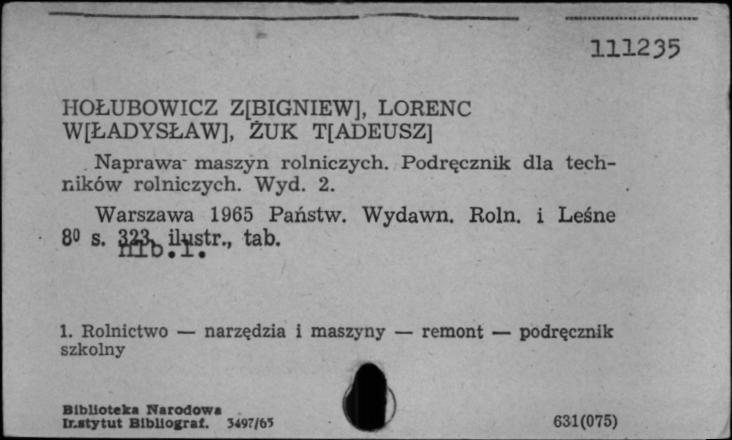 111235
HOŁUBOWICZ Z[BIGNIEW], LORENC
W[ŁADYSŁAW], ŻUK T[ADEUSZ]
Naprawa maszyn rolniczych. Podręcznik dla tech-
ników rolniczych. Wyd. 2.
Warszawa 1965 Państw. Wydawn. Roln. i Leśne
8⁰ s. 323, ilustr., tab.
nlb.1.
1. Rolnictwo — narzędzia i maszyny — remont — podręcznik
szkolny
Biblioteka Narodowa
Instytut Bibliograf. 3497/65
631(075)